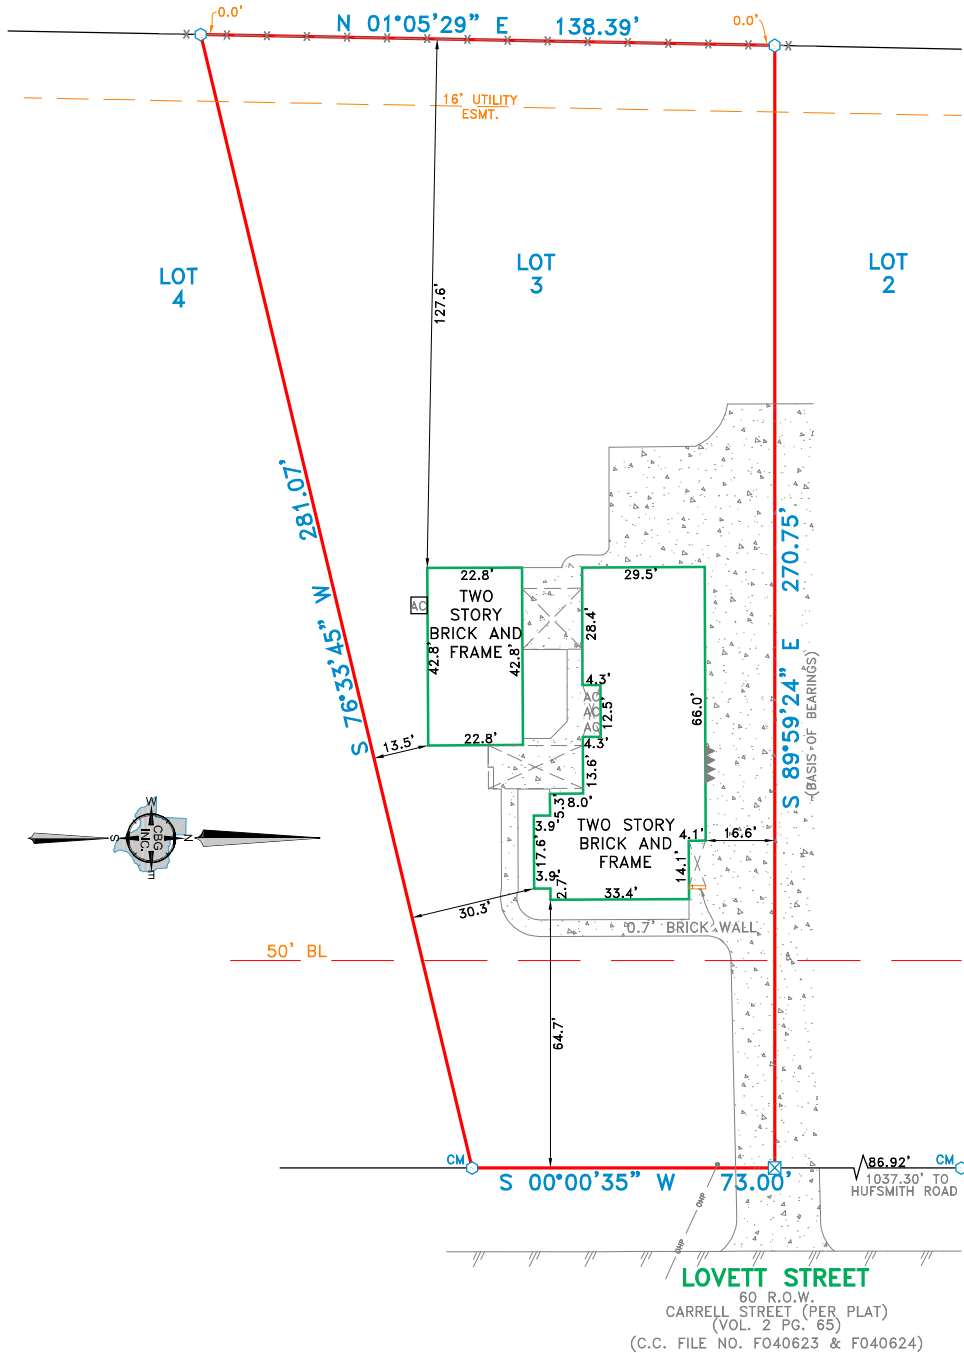 0.0'
N 01°05'29" E 138.39'
0.0'
16' UTILITY
ESMT.
LOT
4
LOT
3
LOT
2
127.6'
281.07'
S 76°33'45" W
270.75'
S 89°59'24" E
(BASIS OF BEARINGS)
22.8'
TWO
STORY
BRICK AND
FRAME
AC
42.8'
42.8'
22.8'
13.5'
29.5'
28.4'
4.3'
AC
AC
AC
12.5'
4.3'
13.6'
66.0'
8.0'
5.3'
3.9'
17.6'
3.9'
2.7'
TWO STORY
BRICK AND
FRAME
4.1'
16.6'
14.1'
33.4'
30.3'
0.7' BRICK WALL
W
S
CBG
INC.
N
E
50' BL
64.7'
CM
S 00°00'35" W 73.00'
86.92'
CM
1037.30' TO
HUFSMITH ROAD
OHP
OHP
LOVETT STREET
60 R.O.W.
CARRELL STREET (PER PLAT)
(VOL. 2 PG. 65)
(C.C. FILE NO. F040623 & F040624)